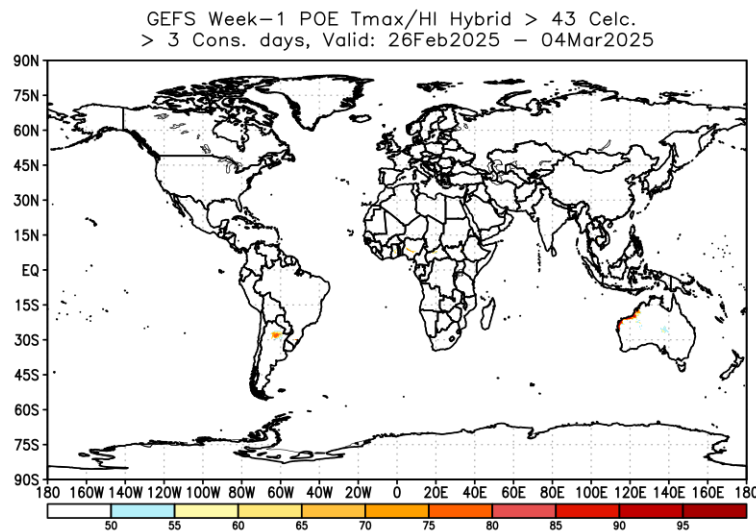 GEFS Week-1 POE Tmax/HI Hybrid > 43 Celc.
> 3 Cons. days, Valid: 26Feb2025 - 04Mar2025
90N
75N
60N
45N
30N
15N
EQ
15S
30S
45S
60S
75S
90S
180 160W 140W 120W 100W 80W 60W 40W 20W 0 20E 40E 60E 80E 100E 120E 140E 160E 180
50 55 60 65 70 75 80 85 90 95